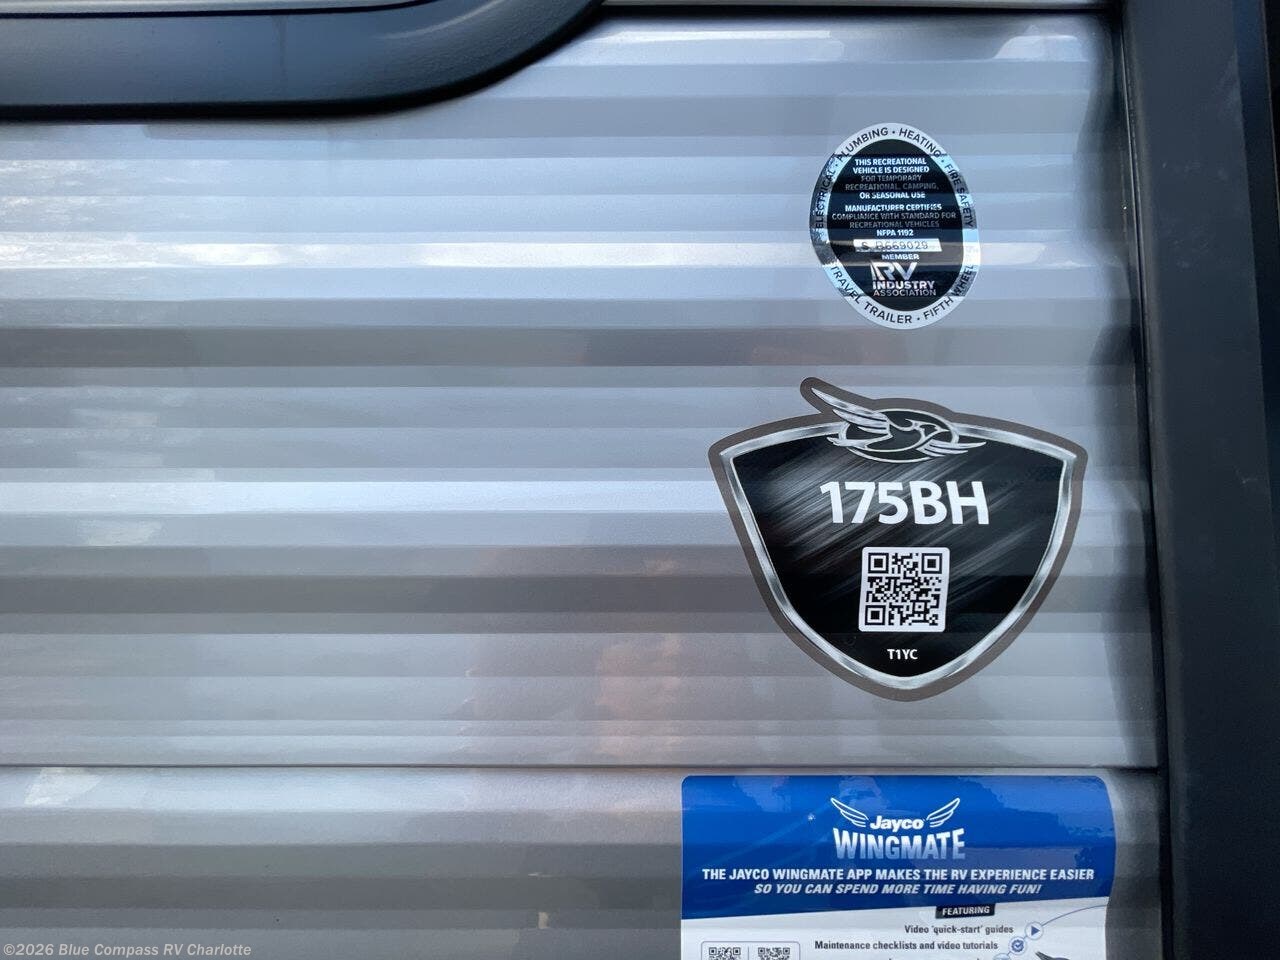 ELECTRICAL • PLUMBING • HEATING • FIRE SAFETY
THIS RECREATIONAL
VEHICLE IS DESIGNED
FOR TEMPORARY
RECREATIONAL, CAMPING,
OR SEASONAL USE
MANUFACTURER CERTIFIES
COMPLIANCE WITH STANDARD FOR
RECREATIONAL VEHICLES
NFPA 1192
MEMBER
RV
INDUSTRY
ASSOCIATION
TRAVEL TRAILER • FIFTH WHEEL
175BH
T1YC
Jayco
WINGMATE
THE JAYCO WINGMATE APP MAKES THE RV EXPERIENCE EASIER
SO YOU CAN SPEND MORE TIME HAVING FUN!
FEATURING
Video 'quick-start' guides
Maintenance checklists and video tutorials
©2026 Blue Compass RV Charlotte